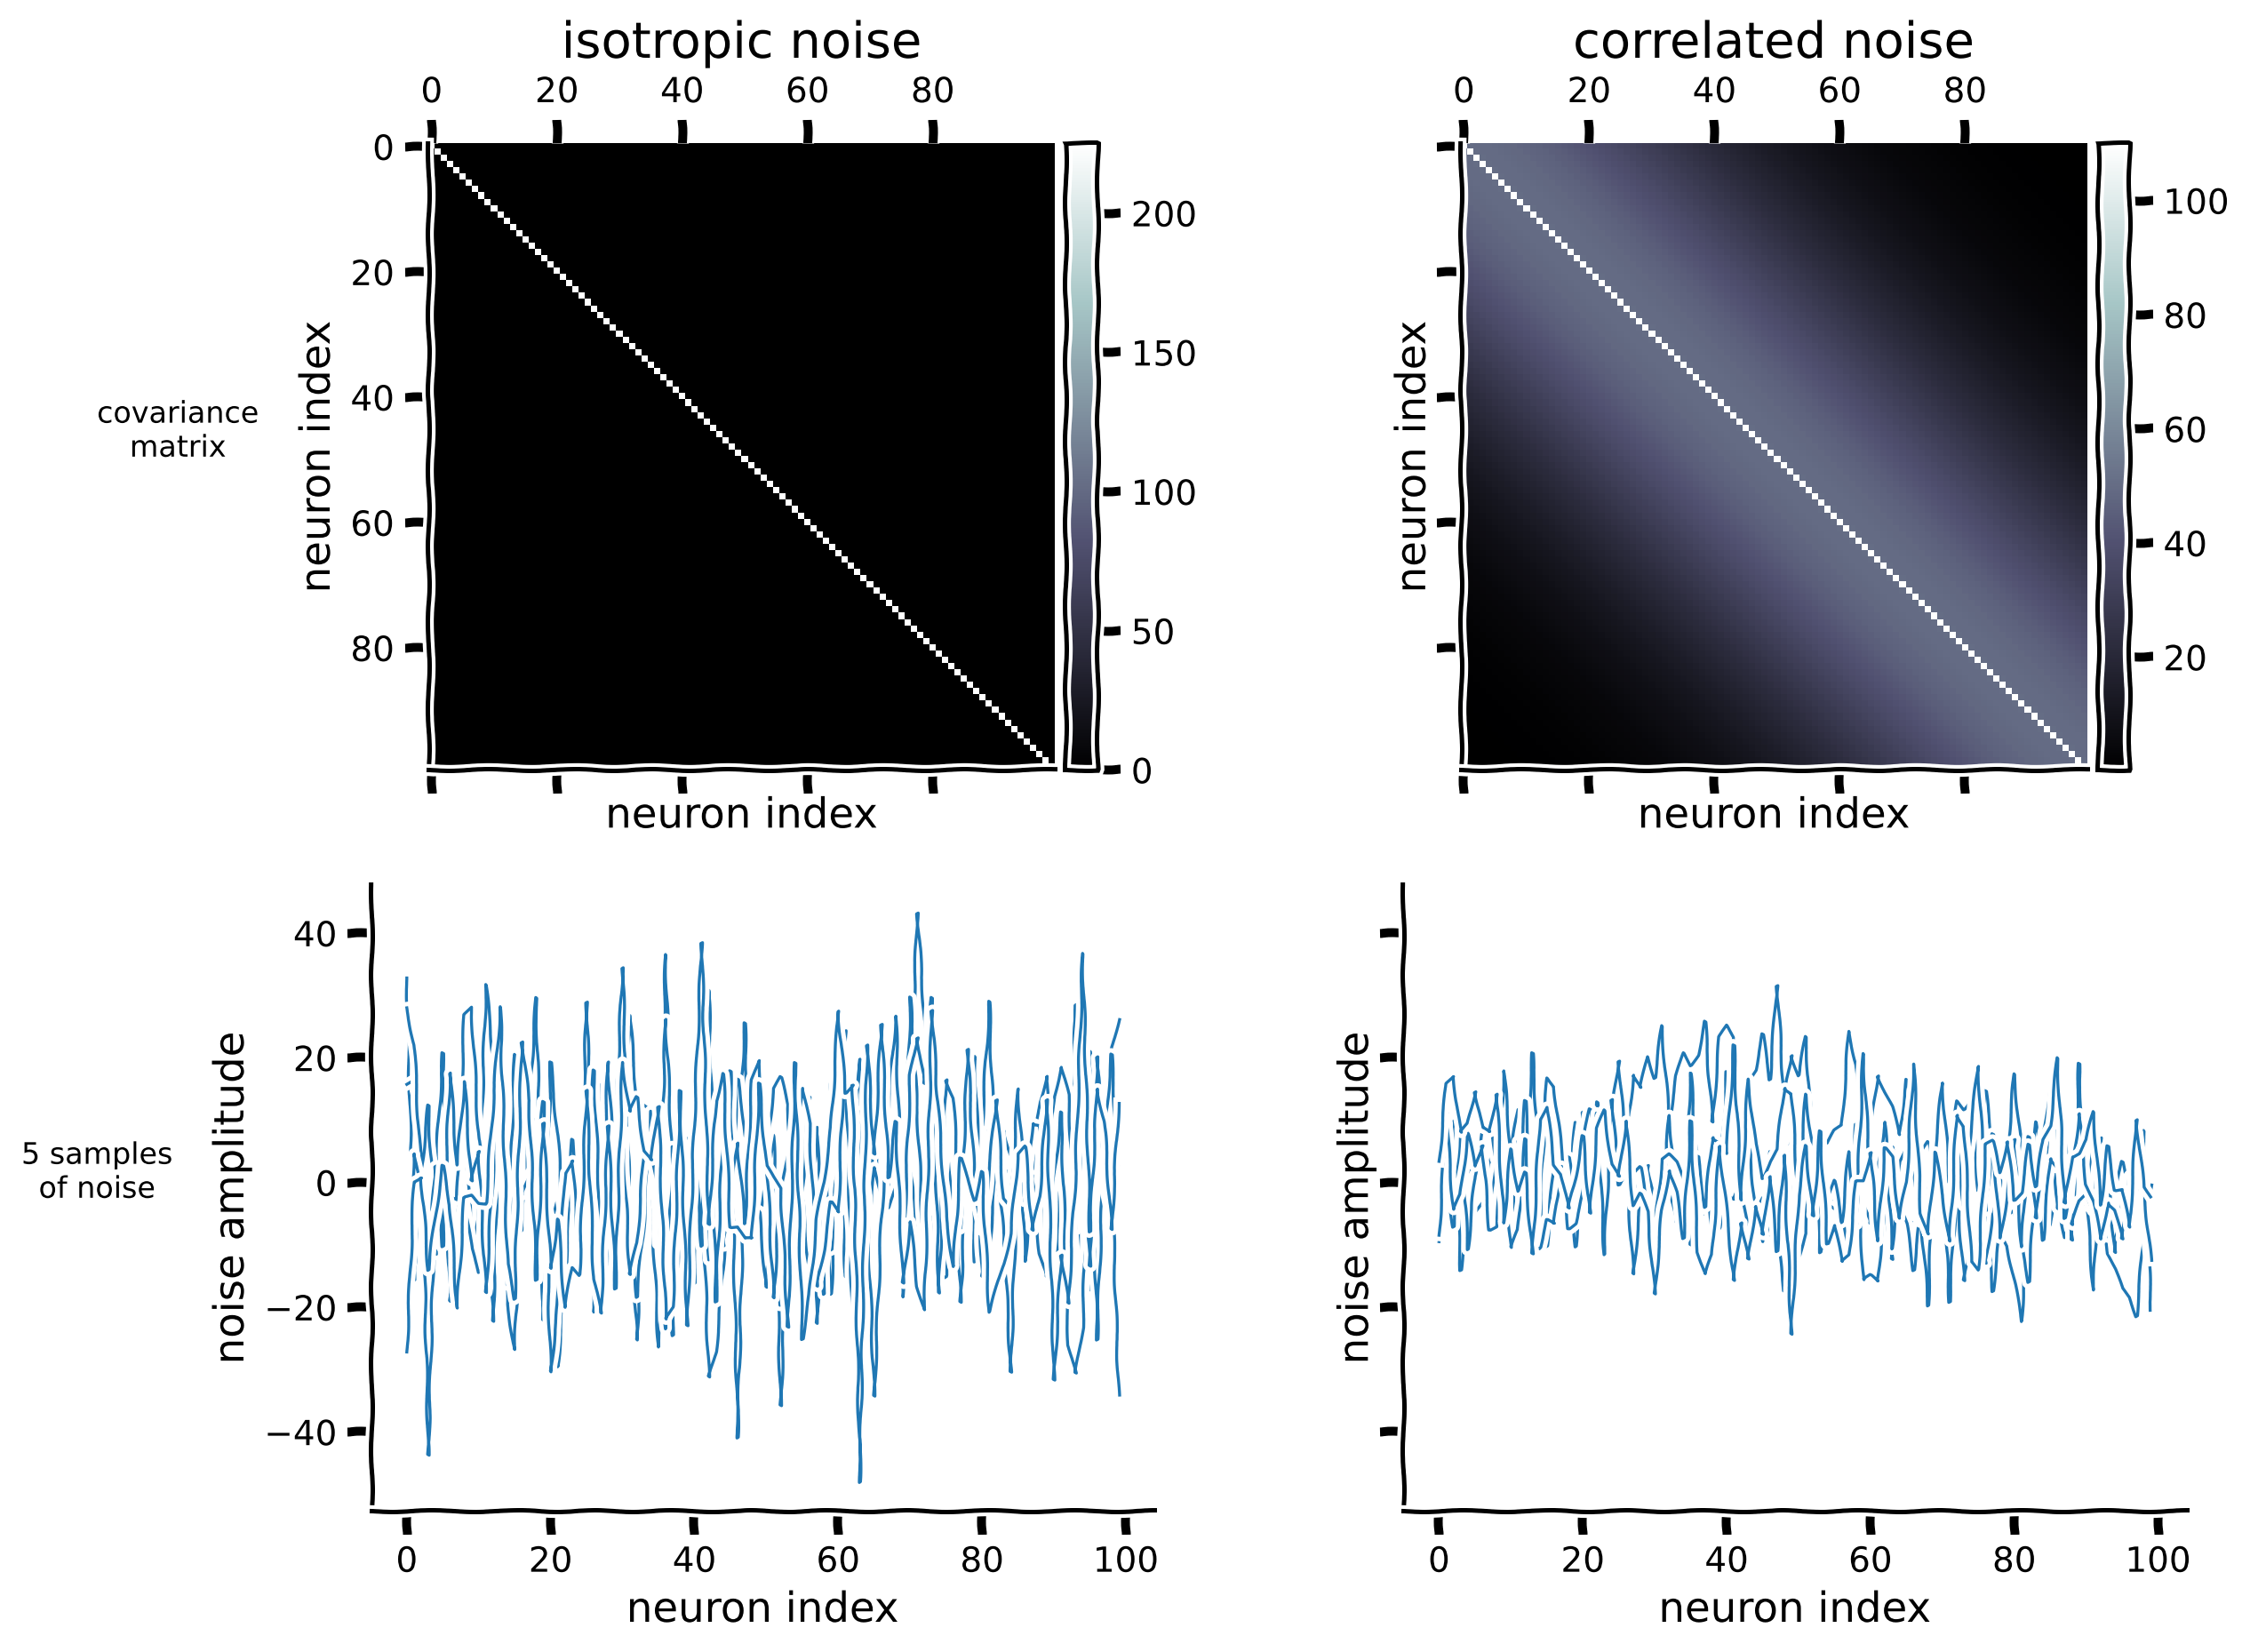 isotropic noise
correlated noise
0 20 40 60 80
0 20 40 60 80
0
20
40
60
80
neuron index
covariance
matrix
200
150
100
50
0
neuron index
neuron index
100
80
60
40
20
neuron index
40
20
0
−20
−40
noise amplitude
5 samples
of noise
0 20 40 60 80 100
neuron index
noise amplitude
0 20 40 60 80 100
neuron index